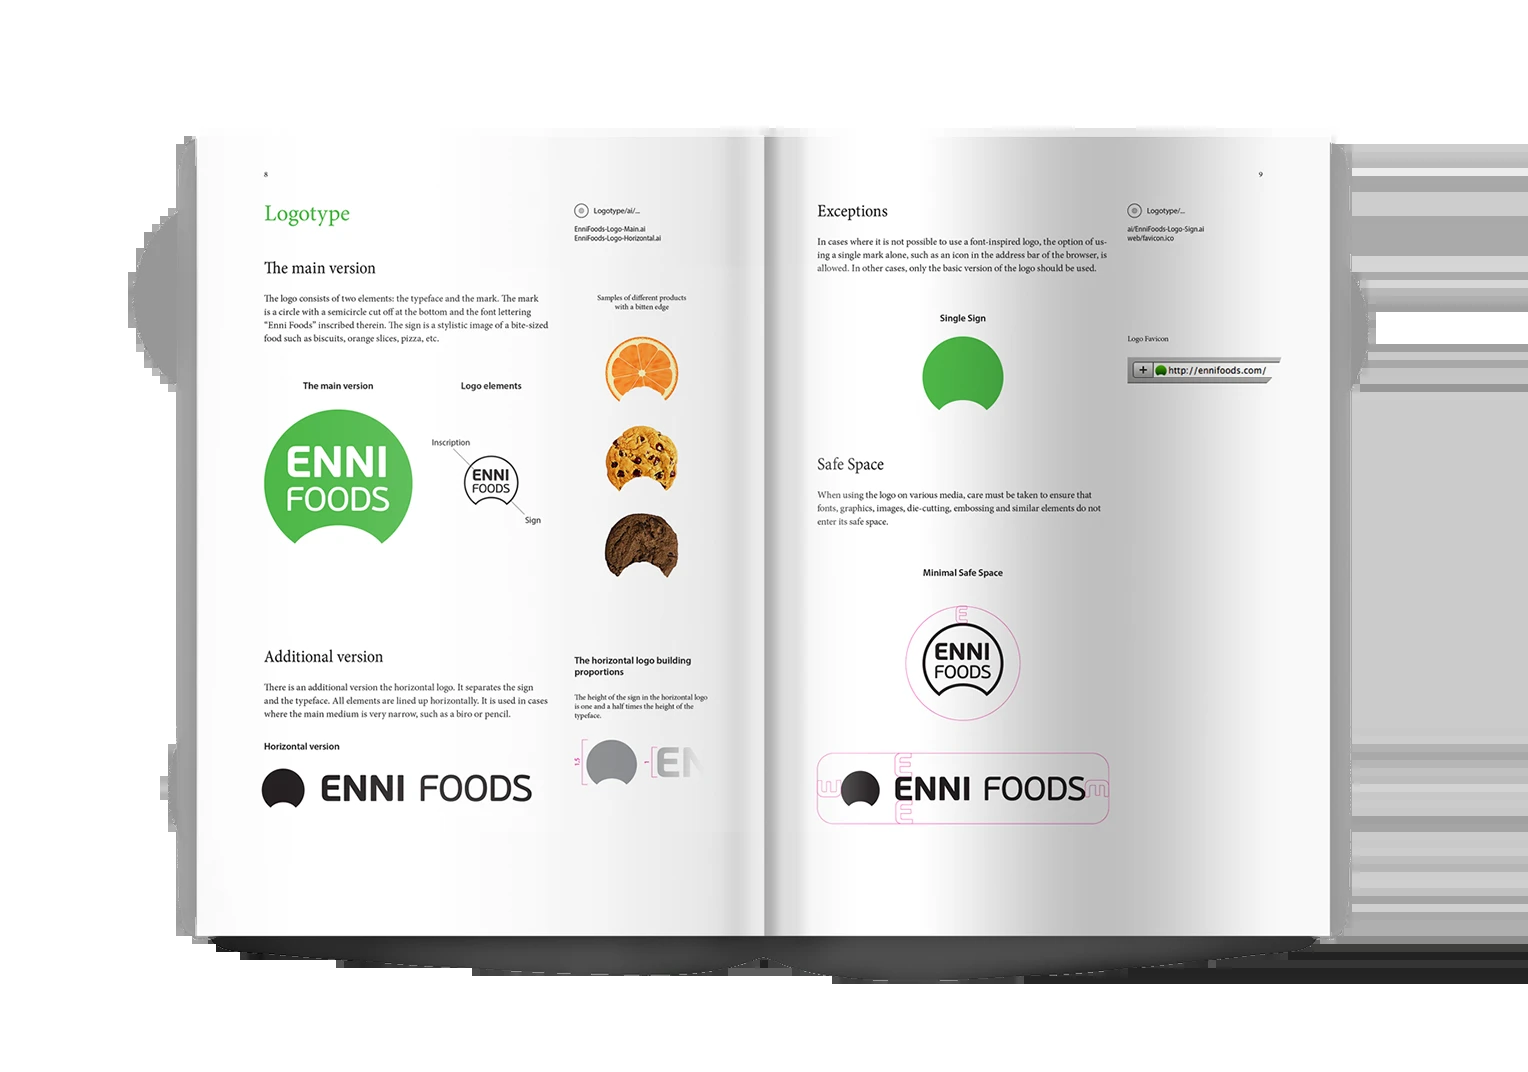 8
Logotype
Logotype/ai/...
EnniFoods-Logo-Main.ai
EnniFoods-Logo-Horizontal.ai
The main version
The logo consists of two elements: the typeface and the mark. The mark
is a circle with a semicircle cut off at the bottom and the font lettering
“Enni Foods” inscribed therein. The sign is a stylistic image of a bite-sized
food such as biscuits, orange slices, pizza, etc.
Samples of different products
with a bitten edge
The main version
Logo elements
ENNI
FOODS
Inscription
ENNI
FOODS
Sign
Additional version
There is an additional version the horizontal logo. It separates the sign
and the typeface. All elements are lined up horizontally. It is used in cases
where the main medium is very narrow, such as a biro or pencil.
Horizontal version
ENNI FOODS
The horizontal logo building
proportions
The height of the sign in the horizontal logo
is one and a half times the height of the
typeface.
1,5
1
EN
9
Exceptions
In cases where it is not possible to use a font-inspired logo, the option of us-
ing a single mark alone, such as an icon in the address bar of the browser, is
allowed. In other cases, only the basic version of the logo should be used.
Logotype/...
ai/EnniFoods-Logo-Sign.ai
web/favicon.ico
Single Sign
Logo Favicon
+ http://ennifoods.com/
Safe Space
When using the logo on various media, care must be taken to ensure that
fonts, graphics, images, die-cutting, embossing and similar elements do not
enter its safe space.
Minimal Safe Space
E
ENNI
FOODS
E
E
E
ENNI FOODS
E